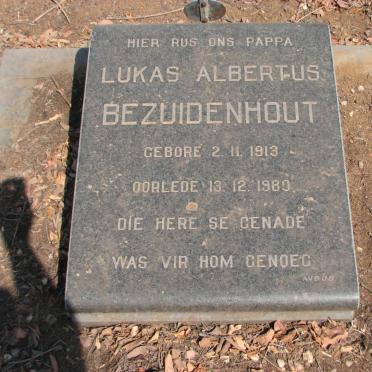 HIER RUS ONS PAPPA
LUKAS ALBERTUS
BEZUIDENHOUT
GEBORE 2.11.1913
OORLEDE 13.12.1989
DIE HERE SE GENADE
WAS VIR HOM GENOEG